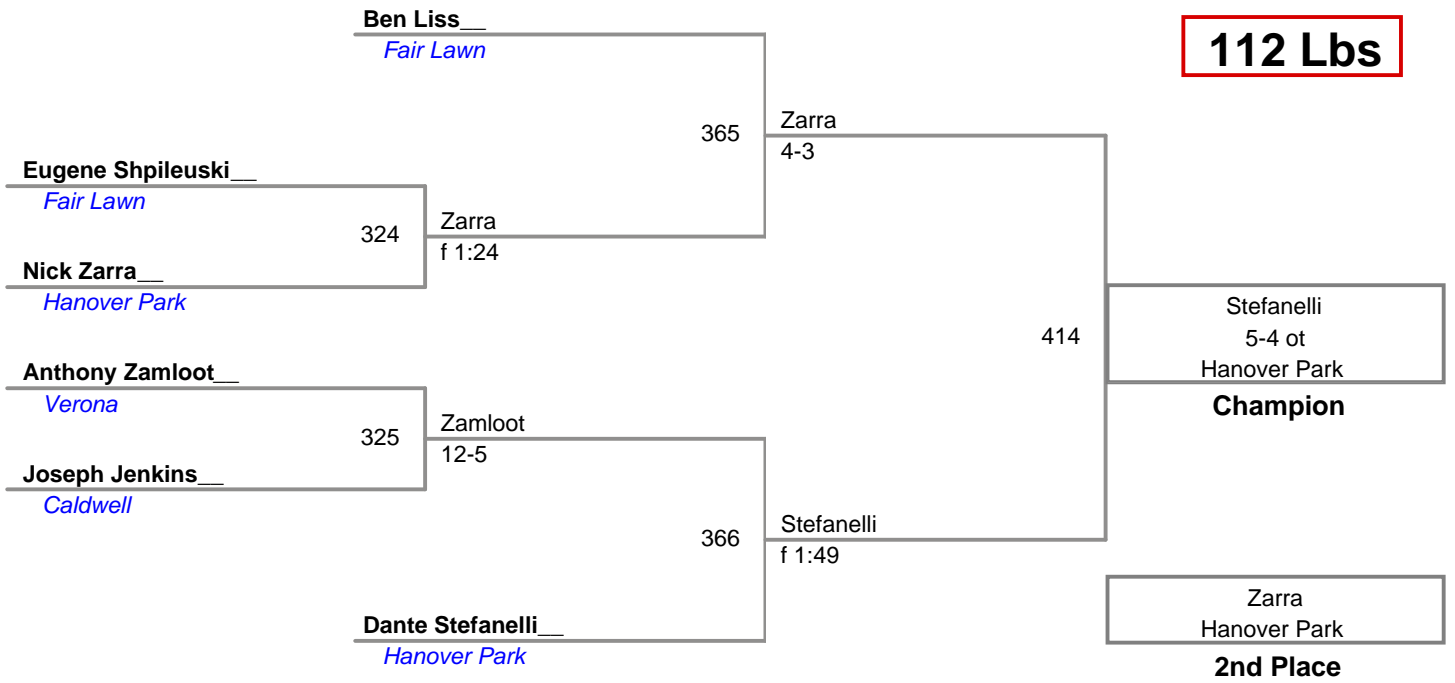 Ben Liss__
Fair Lawn
112 Lbs
365
Zarra
4-3
Eugene Shpileuski__
Fair Lawn
324
Zarra
f 1:24
Nick Zarra__
Hanover Park
414
Stefanelli
5-4 ot
Hanover Park
Champion
Anthony Zamloot__
Verona
325
Zamloot
12-5
Joseph Jenkins__
Caldwell
366
Stefanelli
f 1:49
Dante Stefanelli__
Hanover Park
Zarra
Hanover Park
2nd Place